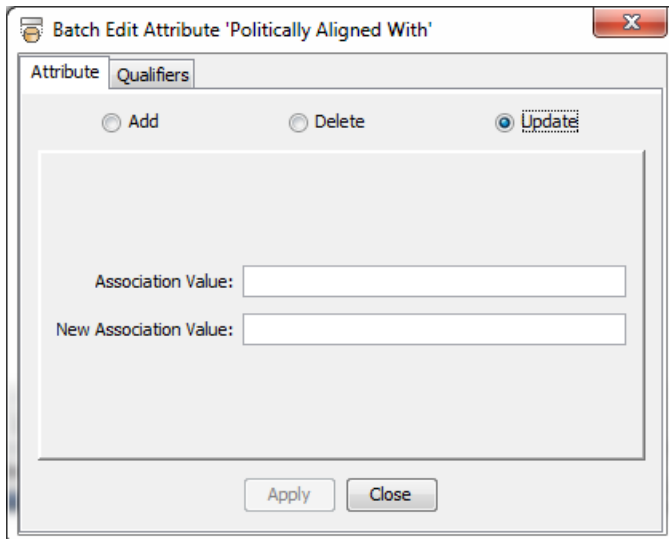 Batch Edit Attribute 'Politically Aligned With'
Attribute Qualifiers
Add Delete Update
Association Value:
New Association Value:
Apply Close